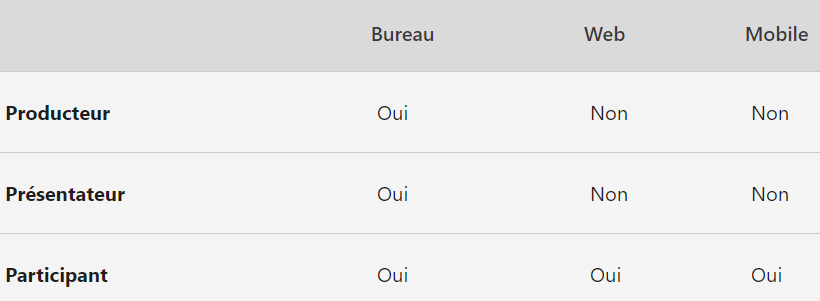 Bureau Web Mobile
Producteur Oui Non Non
Présentateur Oui Non Non
Participant Oui Oui Oui